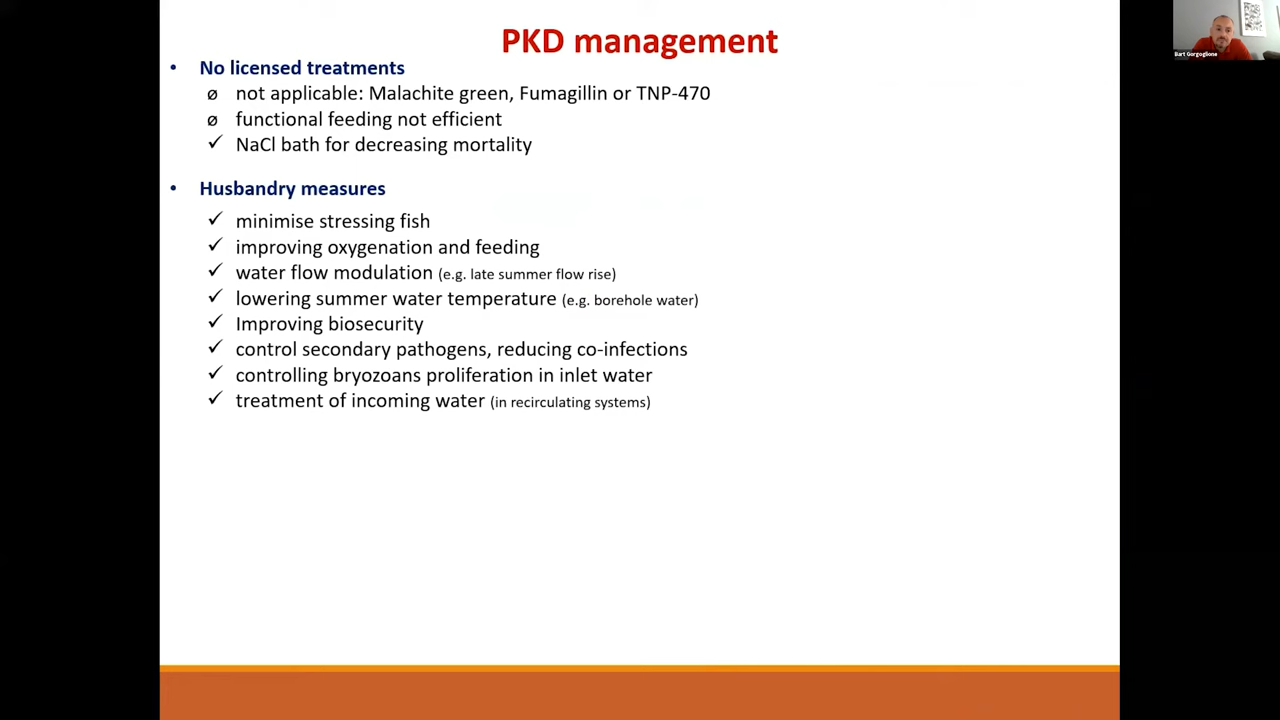 PKD management
• No licensed treatments
ø not applicable: Malachite green, Fumagillin or TNP-470
ø functional feeding not efficient
✓ NaCl bath for decreasing mortality
• Husbandry measures
✓ minimise stressing fish
✓ improving oxygenation and feeding
✓ water flow modulation (e.g. late summer flow rise)
✓ lowering summer water temperature (e.g. borehole water)
✓ Improving biosecurity
✓ control secondary pathogens, reducing co-infections
✓ controlling bryozoans proliferation in inlet water
✓ treatment of incoming water (in recirculating systems)
Bart Gorgoglione